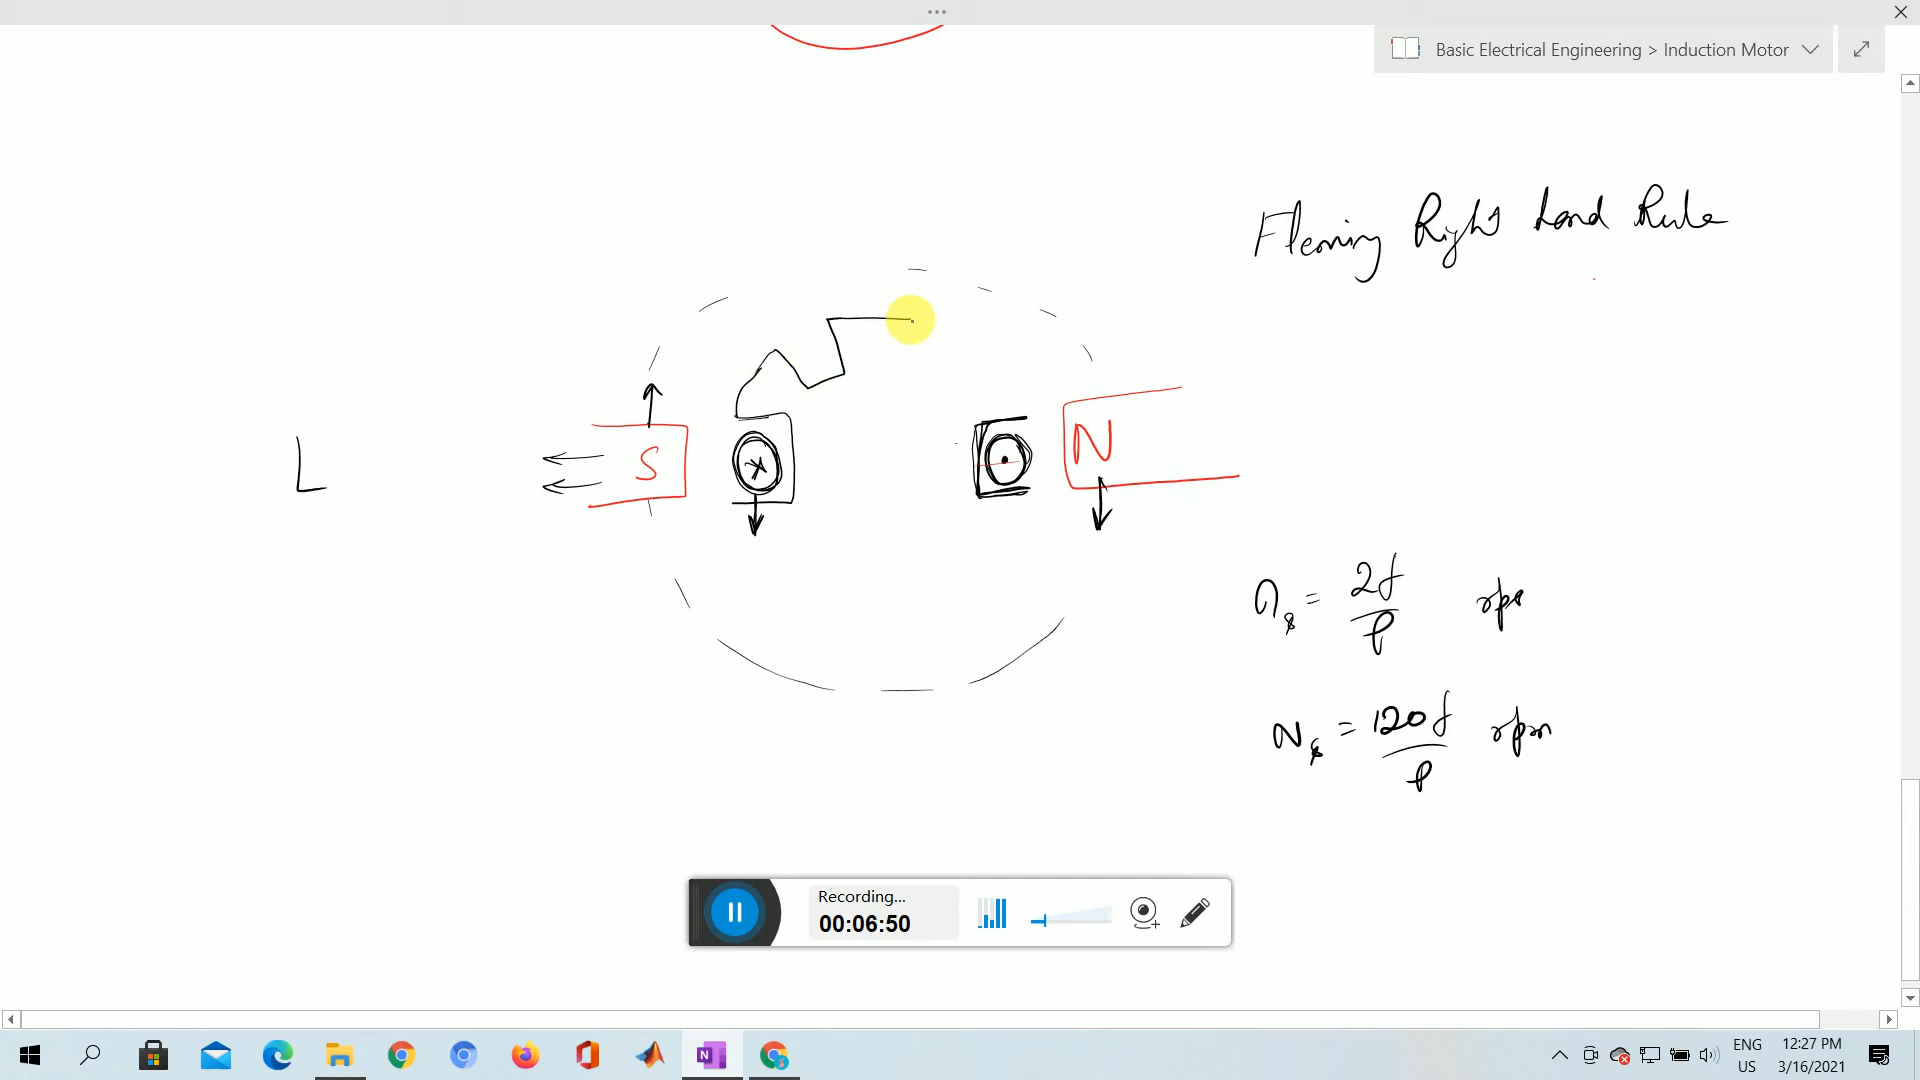 Basic Electrical Engineering > Induction Motor
Fleming Right hand Rule
S
N
L
ns = 2f/P rps
Ns = 120f/P rpm
Recording...
00:06:50
ENG
US
12:27 PM
3/16/2021